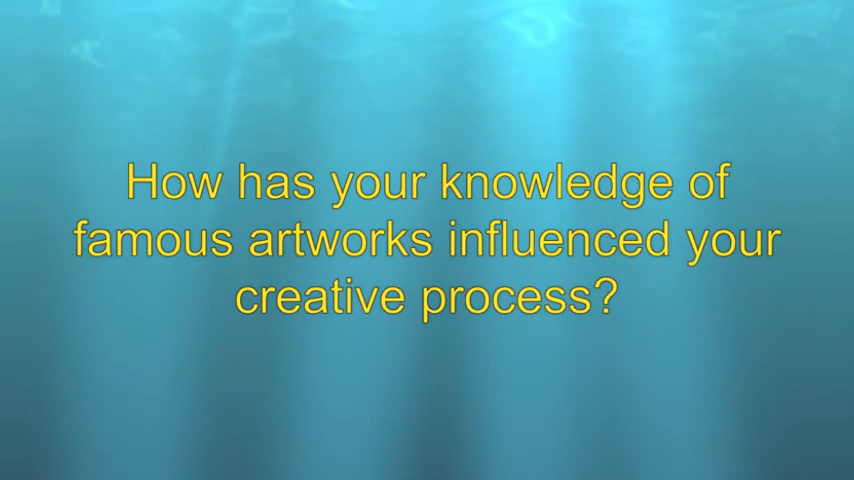 How has your knowledge of
famous artworks influenced your
creative process?